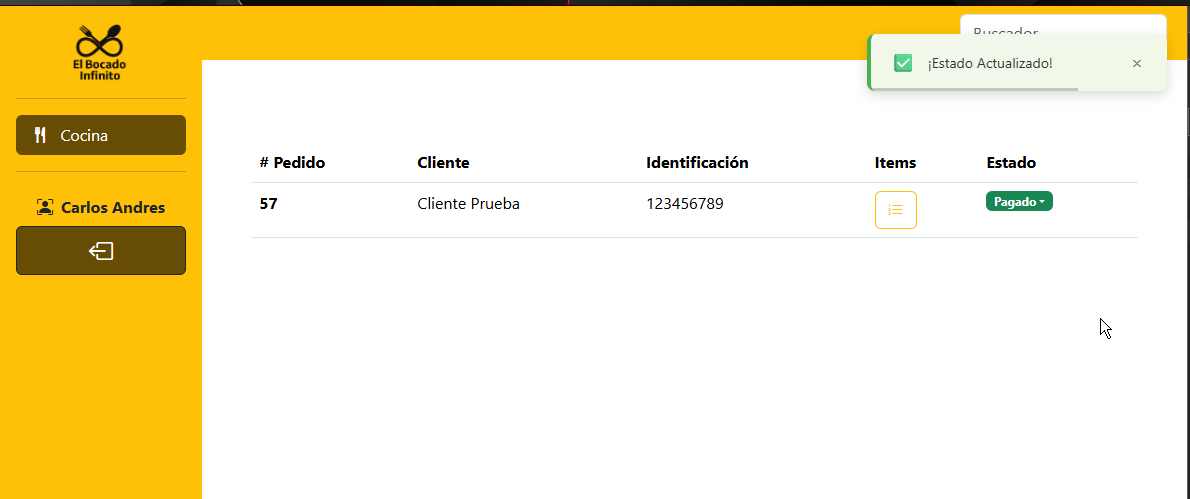 El Bocado
Infinito
Buscador
¡Estado Actualizado!
Cocina
Carlos Andres
# Pedido Cliente Identificación Items Estado
57 Cliente Prueba 123456789 Pagado